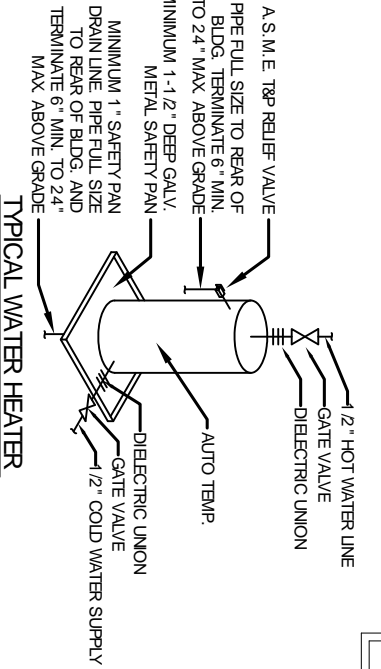 A.S.M.E. T&P RELIEF VALVE
PIPE FULL SIZE TO REAR OF
BLDG. TERMINATE 6" MIN.
TO 24" MAX. ABOVE GRADE
MINIMUM 1-1/2" DEEP GALV.
METAL SAFETY PAN
MINIMUM 1" SAFETY PAN
DRAIN LINE. PIPE FULL SIZE
TO REAR OF BLDG. AND
TERMINATE 6" MIN. TO 24"
MAX. ABOVE GRADE
1/2" HOT WATER LINE
GATE VALVE
DIELECTRIC UNION
AUTO TEMP.
DIELECTRIC UNION
GATE VALVE
1/2" COLD WATER SUPPLY
TYPICAL WATER HEATER